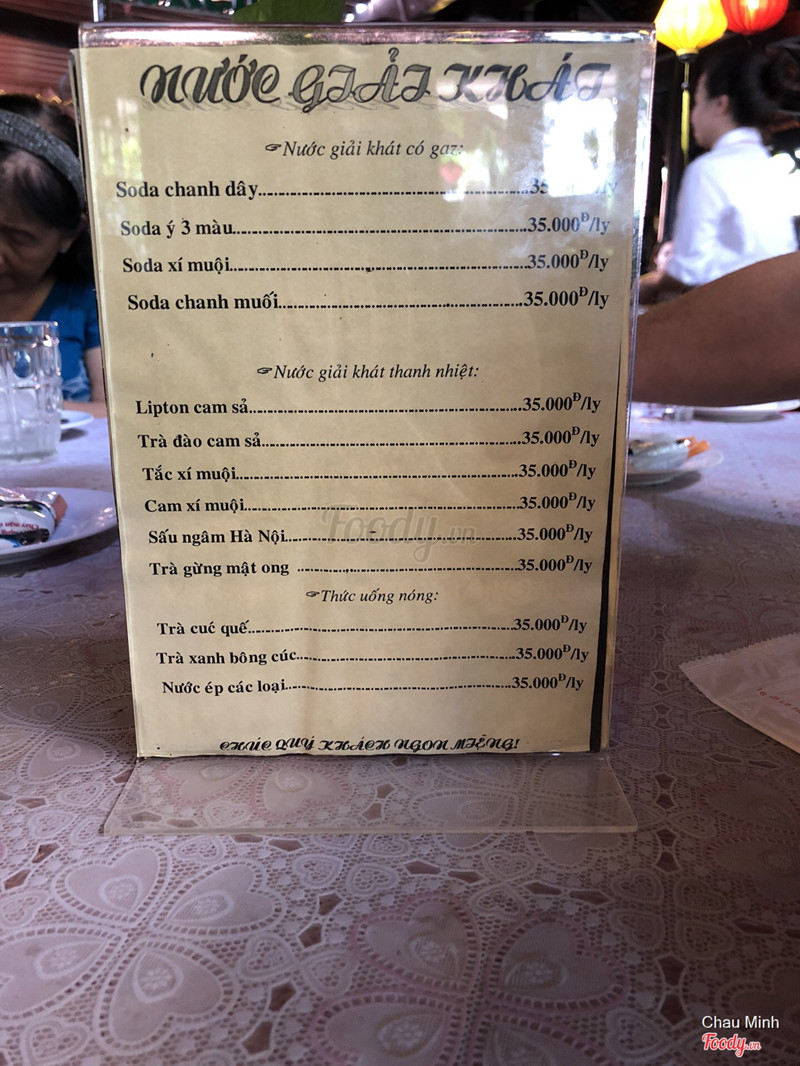 NƯỚC GIẢI KHÁT
☞Nước giải khát có gaz:
Soda chanh dây..........35
Soda ý 3 màu..........35.000Đ/ly
Soda xí muội..........35.000Đ/ly
Soda chanh muối..........35.000Đ/ly
☞Nước giải khát thanh nhiệt:
Lipton cam sả..........35.000Đ/ly
Trà đào cam sả..........35.000Đ/ly
Tắc xí muội..........35.000Đ/ly
Cam xí muội..........35.000Đ/ly
Foody.vn
Sấu ngâm Hà Nội..........35.000Đ/ly
Trà gừng mật ong ..........35.000Đ/ly
☞Thức uống nóng:
Trà cuć quế..........35.000Đ/ly
Trà xanh bông cúc..........35.000Đ/ly
Nước ép các loại..........35.000Đ/ly
CHÚC QUÝ KHÁCH NGON MIỆNG!
Chau Minh
Foody.vn